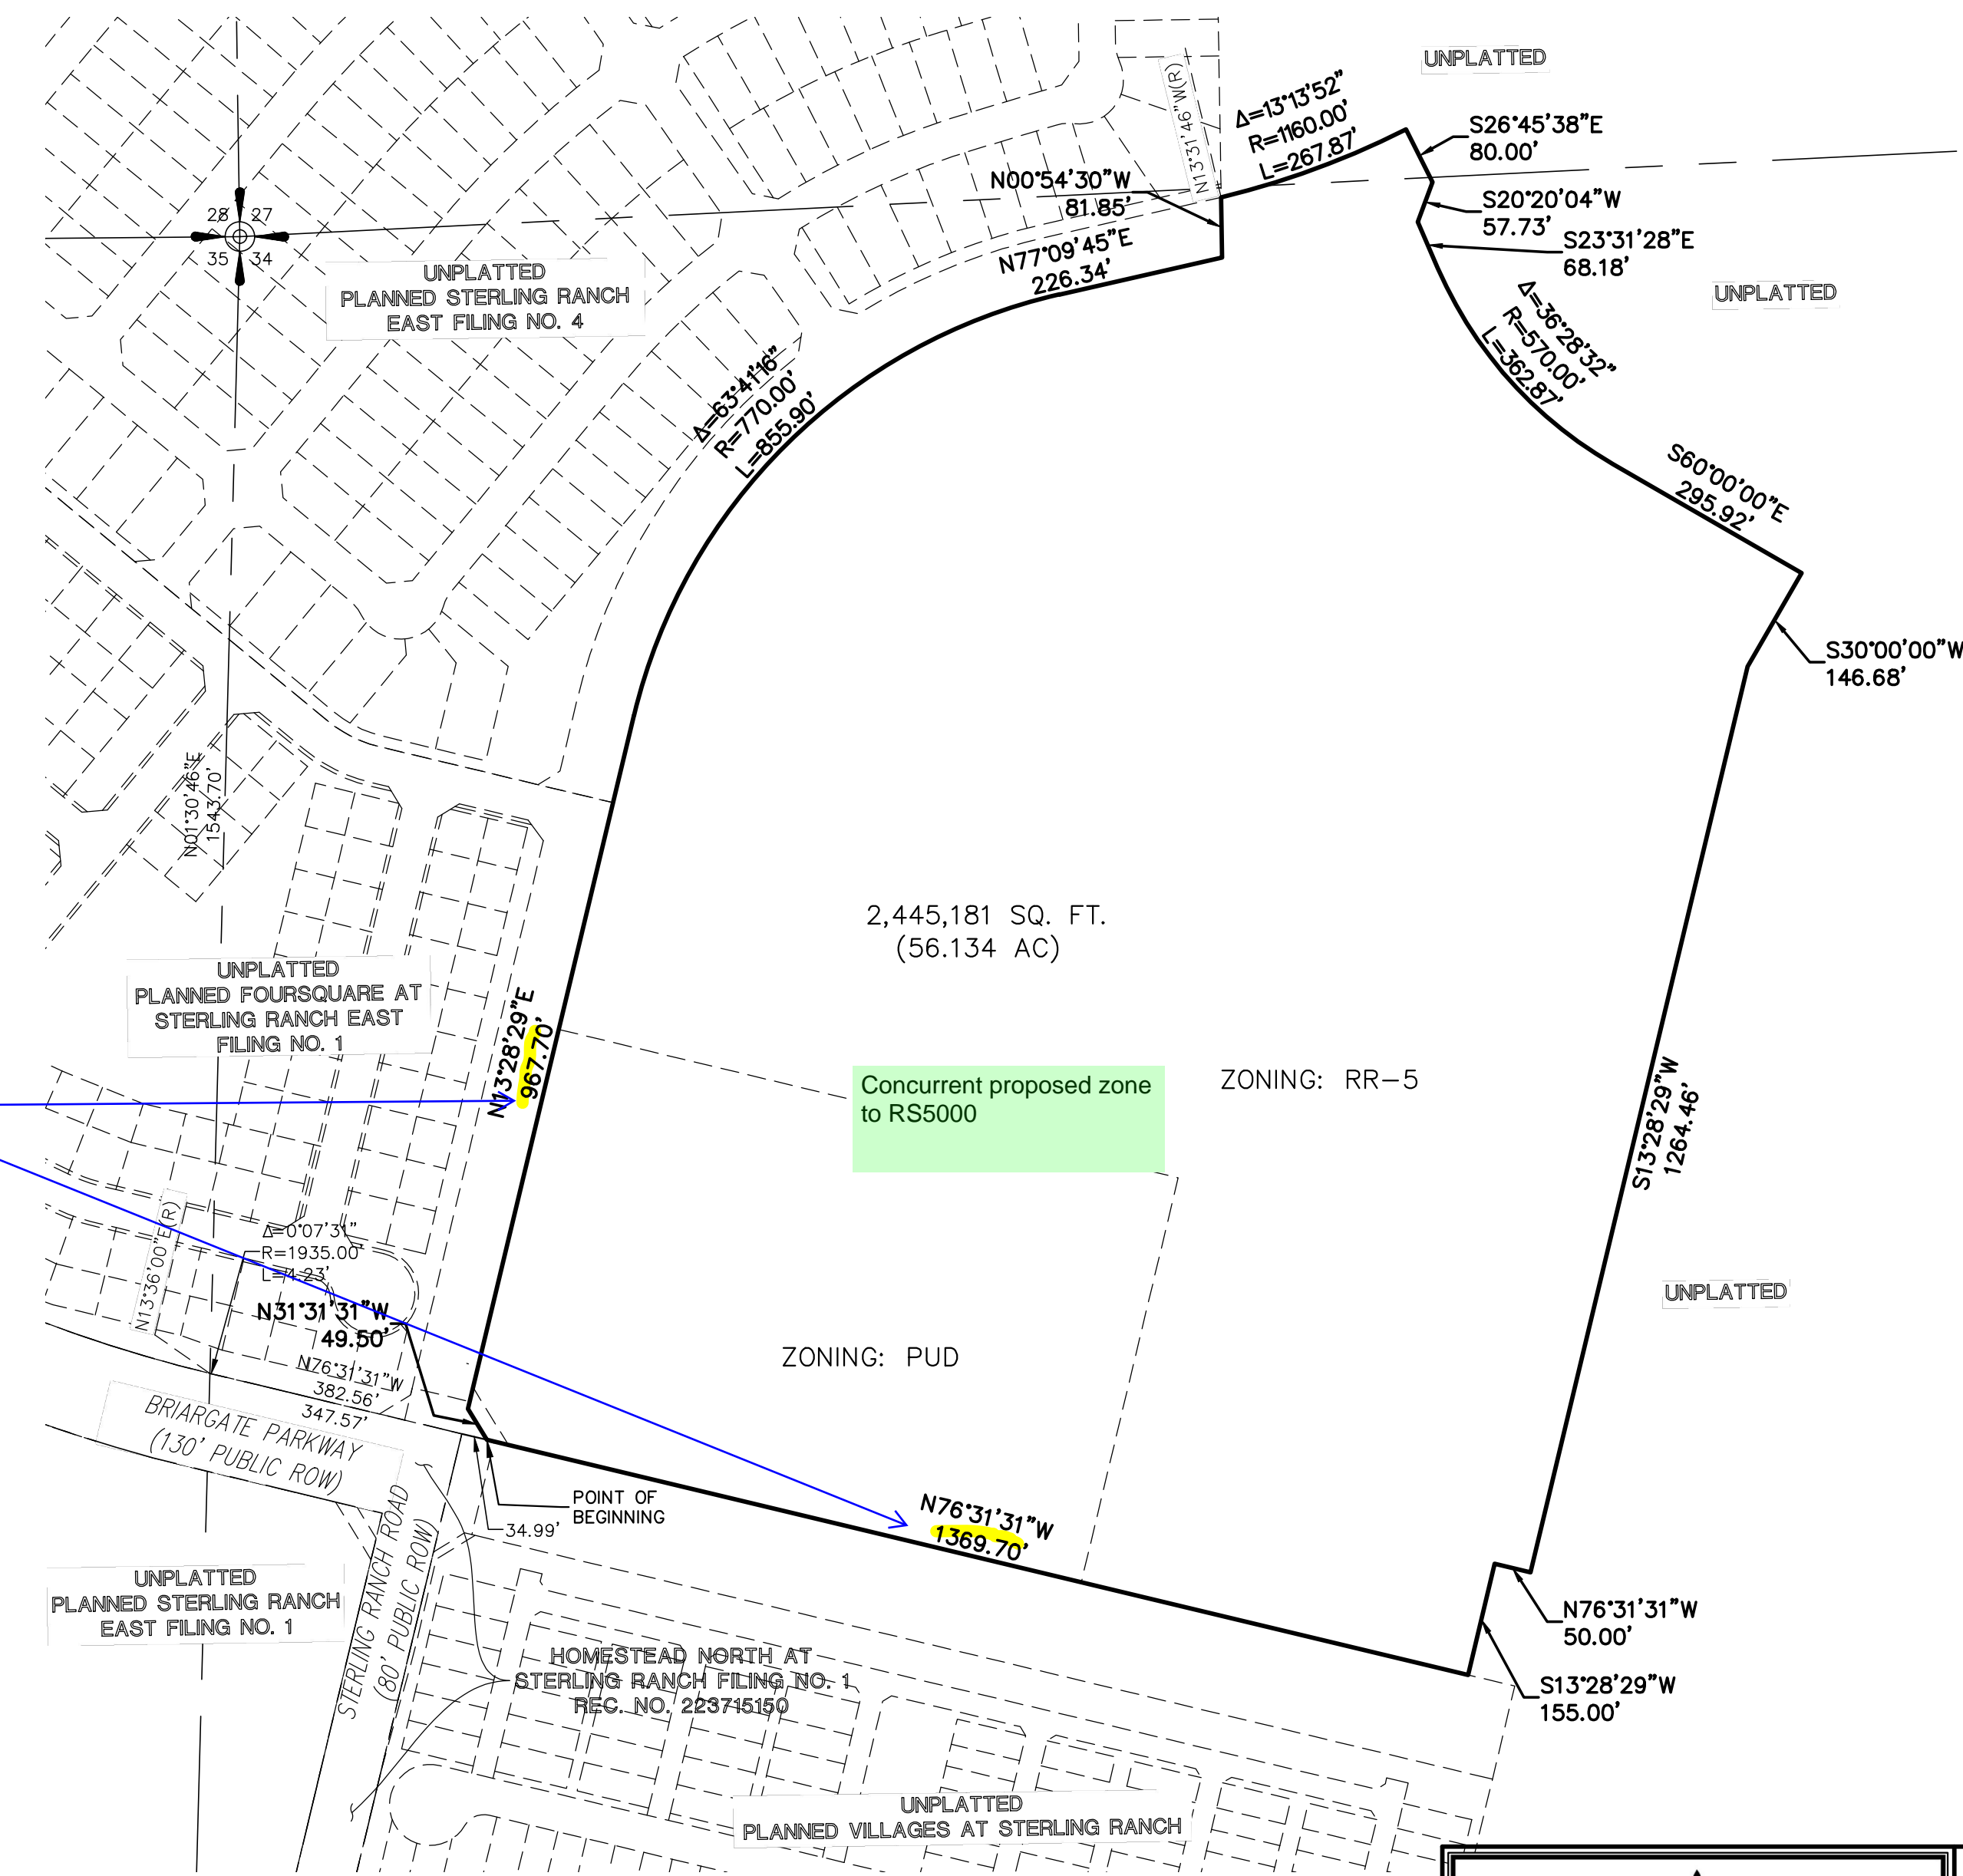 UNPLATTED
Δ=13°13'52"
R=1160.00'
L=267.87'
N13°31'46"W(R)
S26°45'38"E
80.00'
N00°54'30"W
81.85'
S20°20'04"W
57.73'
S23°31'28"E
68.18'
28 27
35 34
UNPLATTED
PLANNED STERLING RANCH
EAST FILING NO. 4
N77°09'45"E
226.34'
UNPLATTED
Δ=36°28'32"
R=570.00'
L=362.87'
Δ=63°41'16"
R=770.00'
L=855.90'
S60°00'00"E
295.92'
S30°00'00"W
146.68'
N01°30'46"E
1543.70'
2,445,181 SQ. FT.
(56.134 AC)
UNPLATTED
PLANNED FOURSQUARE AT
STERLING RANCH EAST
FILING NO. 1
N13°28'29"E
967.70'
Concurrent proposed zone
to RS5000
ZONING: RR-5
S13°28'29"W
1264.46'
N13°36'00"E(R)
Δ=0°07'31"
R=1935.00'
L=4.23'
N31°31'31"W
49.50'
UNPLATTED
ZONING: PUD
N76°31'31"W
382.56'
347.57'
BRIARGATE PARKWAY
(130' PUBLIC ROW)
POINT OF
BEGINNING
34.99'
N76°31'31"W
1369.70'
STERLING RANCH ROAD
(80' PUBLIC ROW)
UNPLATTED
PLANNED STERLING RANCH
EAST FILING NO. 1
N76°31'31"W
50.00'
S13°28'29"W
155.00'
HOMESTEAD NORTH AT
STERLING RANCH FILING NO. 1
REC. NO. 223715150
UNPLATTED
PLANNED VILLAGES AT STERLING RANCH